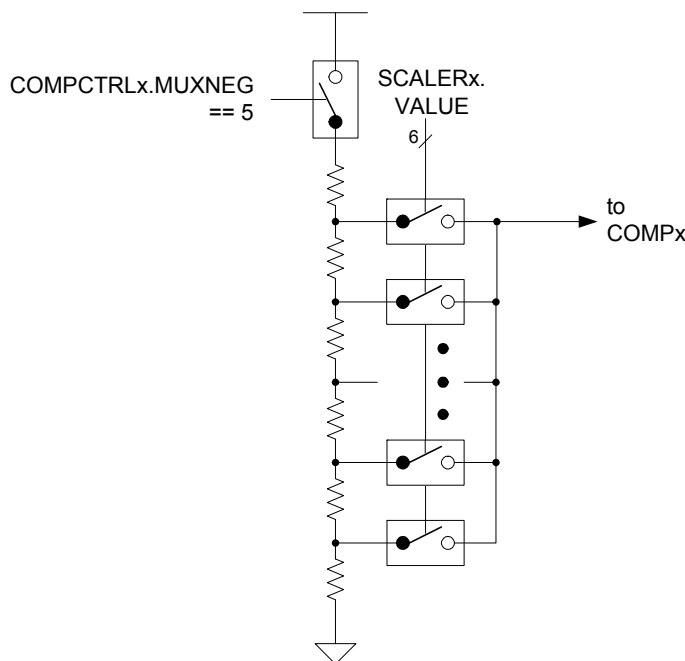 COMPCTRLx.MUXNEG
== 5
SCALERx.
VALUE
6
to
COMPx